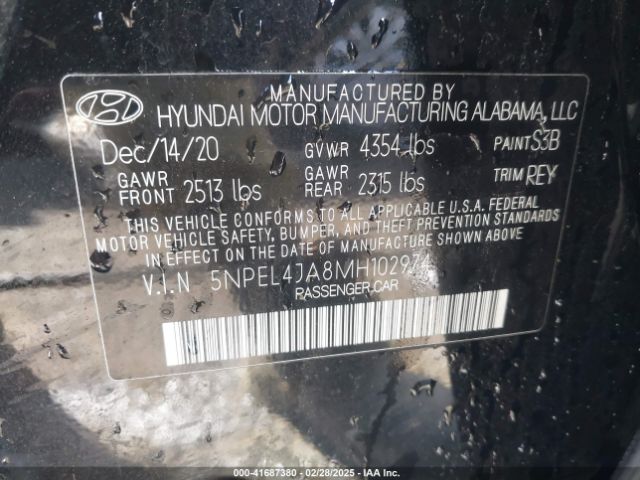 MANUFACTURED BY
HYUNDAI MOTOR MANUFACTURING ALABAMA, LLC
Dec/14/20 GVWR 4354 lbs PAINT S3B
GAWR FRONT 2513 lbs GAWR REAR 2315 lbs TRIM REY
THIS VEHICLE CONFORMS TO ALL APPLICABLE U.S.A. FEDERAL
MOTOR VEHICLE SAFETY, BUMPER, AND THEFT PREVENTION STANDARDS
IN EFFECT ON THE DATE OF MANUFACTURE SHOWN ABOVE.
V.I.N
PASSENGER CAR
000-41687380 - 02/28/2025 - IAA Inc.